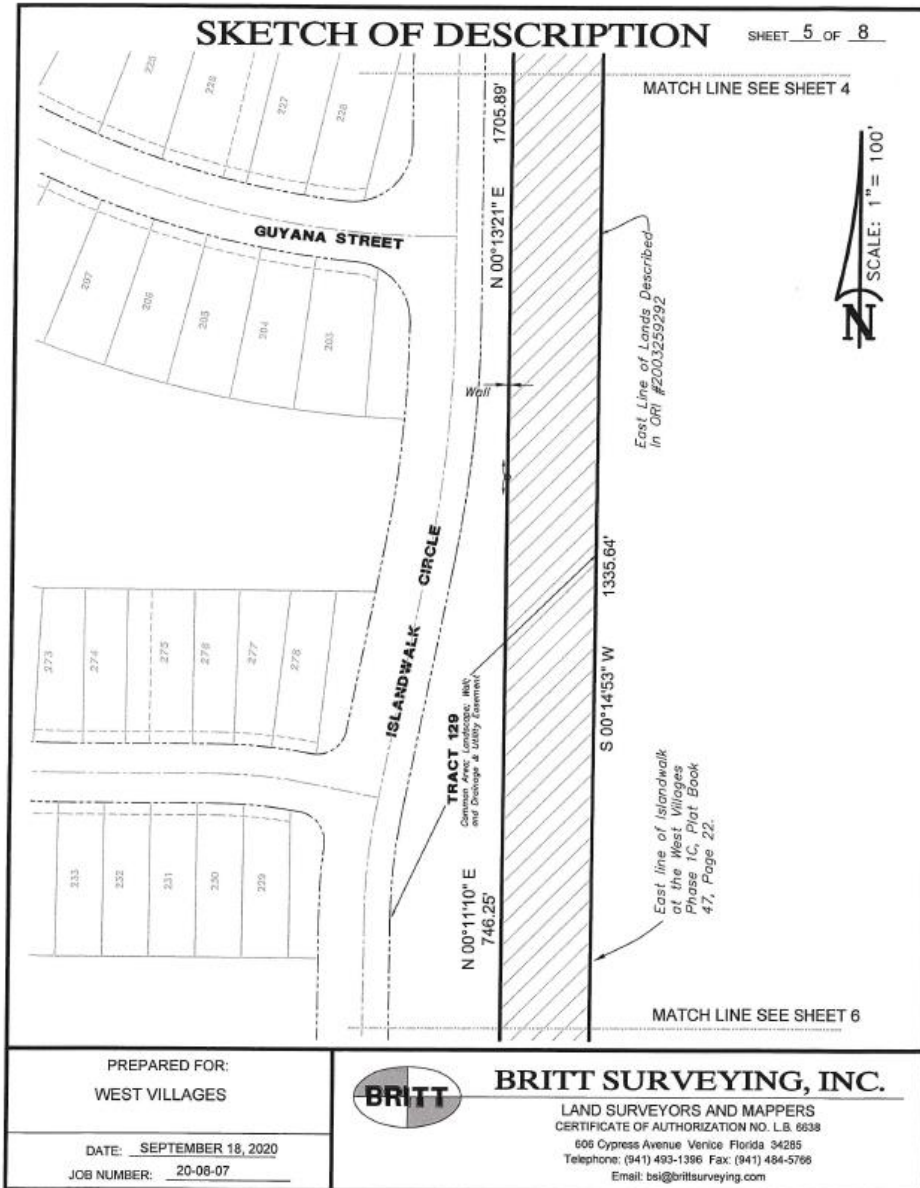 SKETCH OF DESCRIPTION
SHEET 5 OF 8
MATCH LINE SEE SHEET 4
1705.89'
N 00°13'21" E
SCALE: 1"= 100'
N
225
226
227
228
GUYANA STREET
207
206
205
204
203
East Line of Lands Described
in ORI #2003259292
Wall
1335.64'
S 00°14'53" W
ISLANDWALK CIRCLE
273
274
275
276
277
278
TRACT 129
Common Area; Landscape; Wall;
and Drainage & Utility Easement
233
232
231
230
229
N 00°11'10" E
746.25'
East line of Islandwalk
at the West Villages
Phase 1C, Plat Book
47, Page 22.
MATCH LINE SEE SHEET 6
PREPARED FOR:
WEST VILLAGES
DATE: SEPTEMBER 18, 2020
JOB NUMBER: 20-08-07
BRITT
BRITT SURVEYING, INC.
LAND SURVEYORS AND MAPPERS
CERTIFICATE OF AUTHORIZATION NO. L.B. 6638
606 Cypress Avenue Venice Florida 34285
Telephone: (941) 493-1396 Fax: (941) 484-5766
Email: bsi@brittsurveying.com